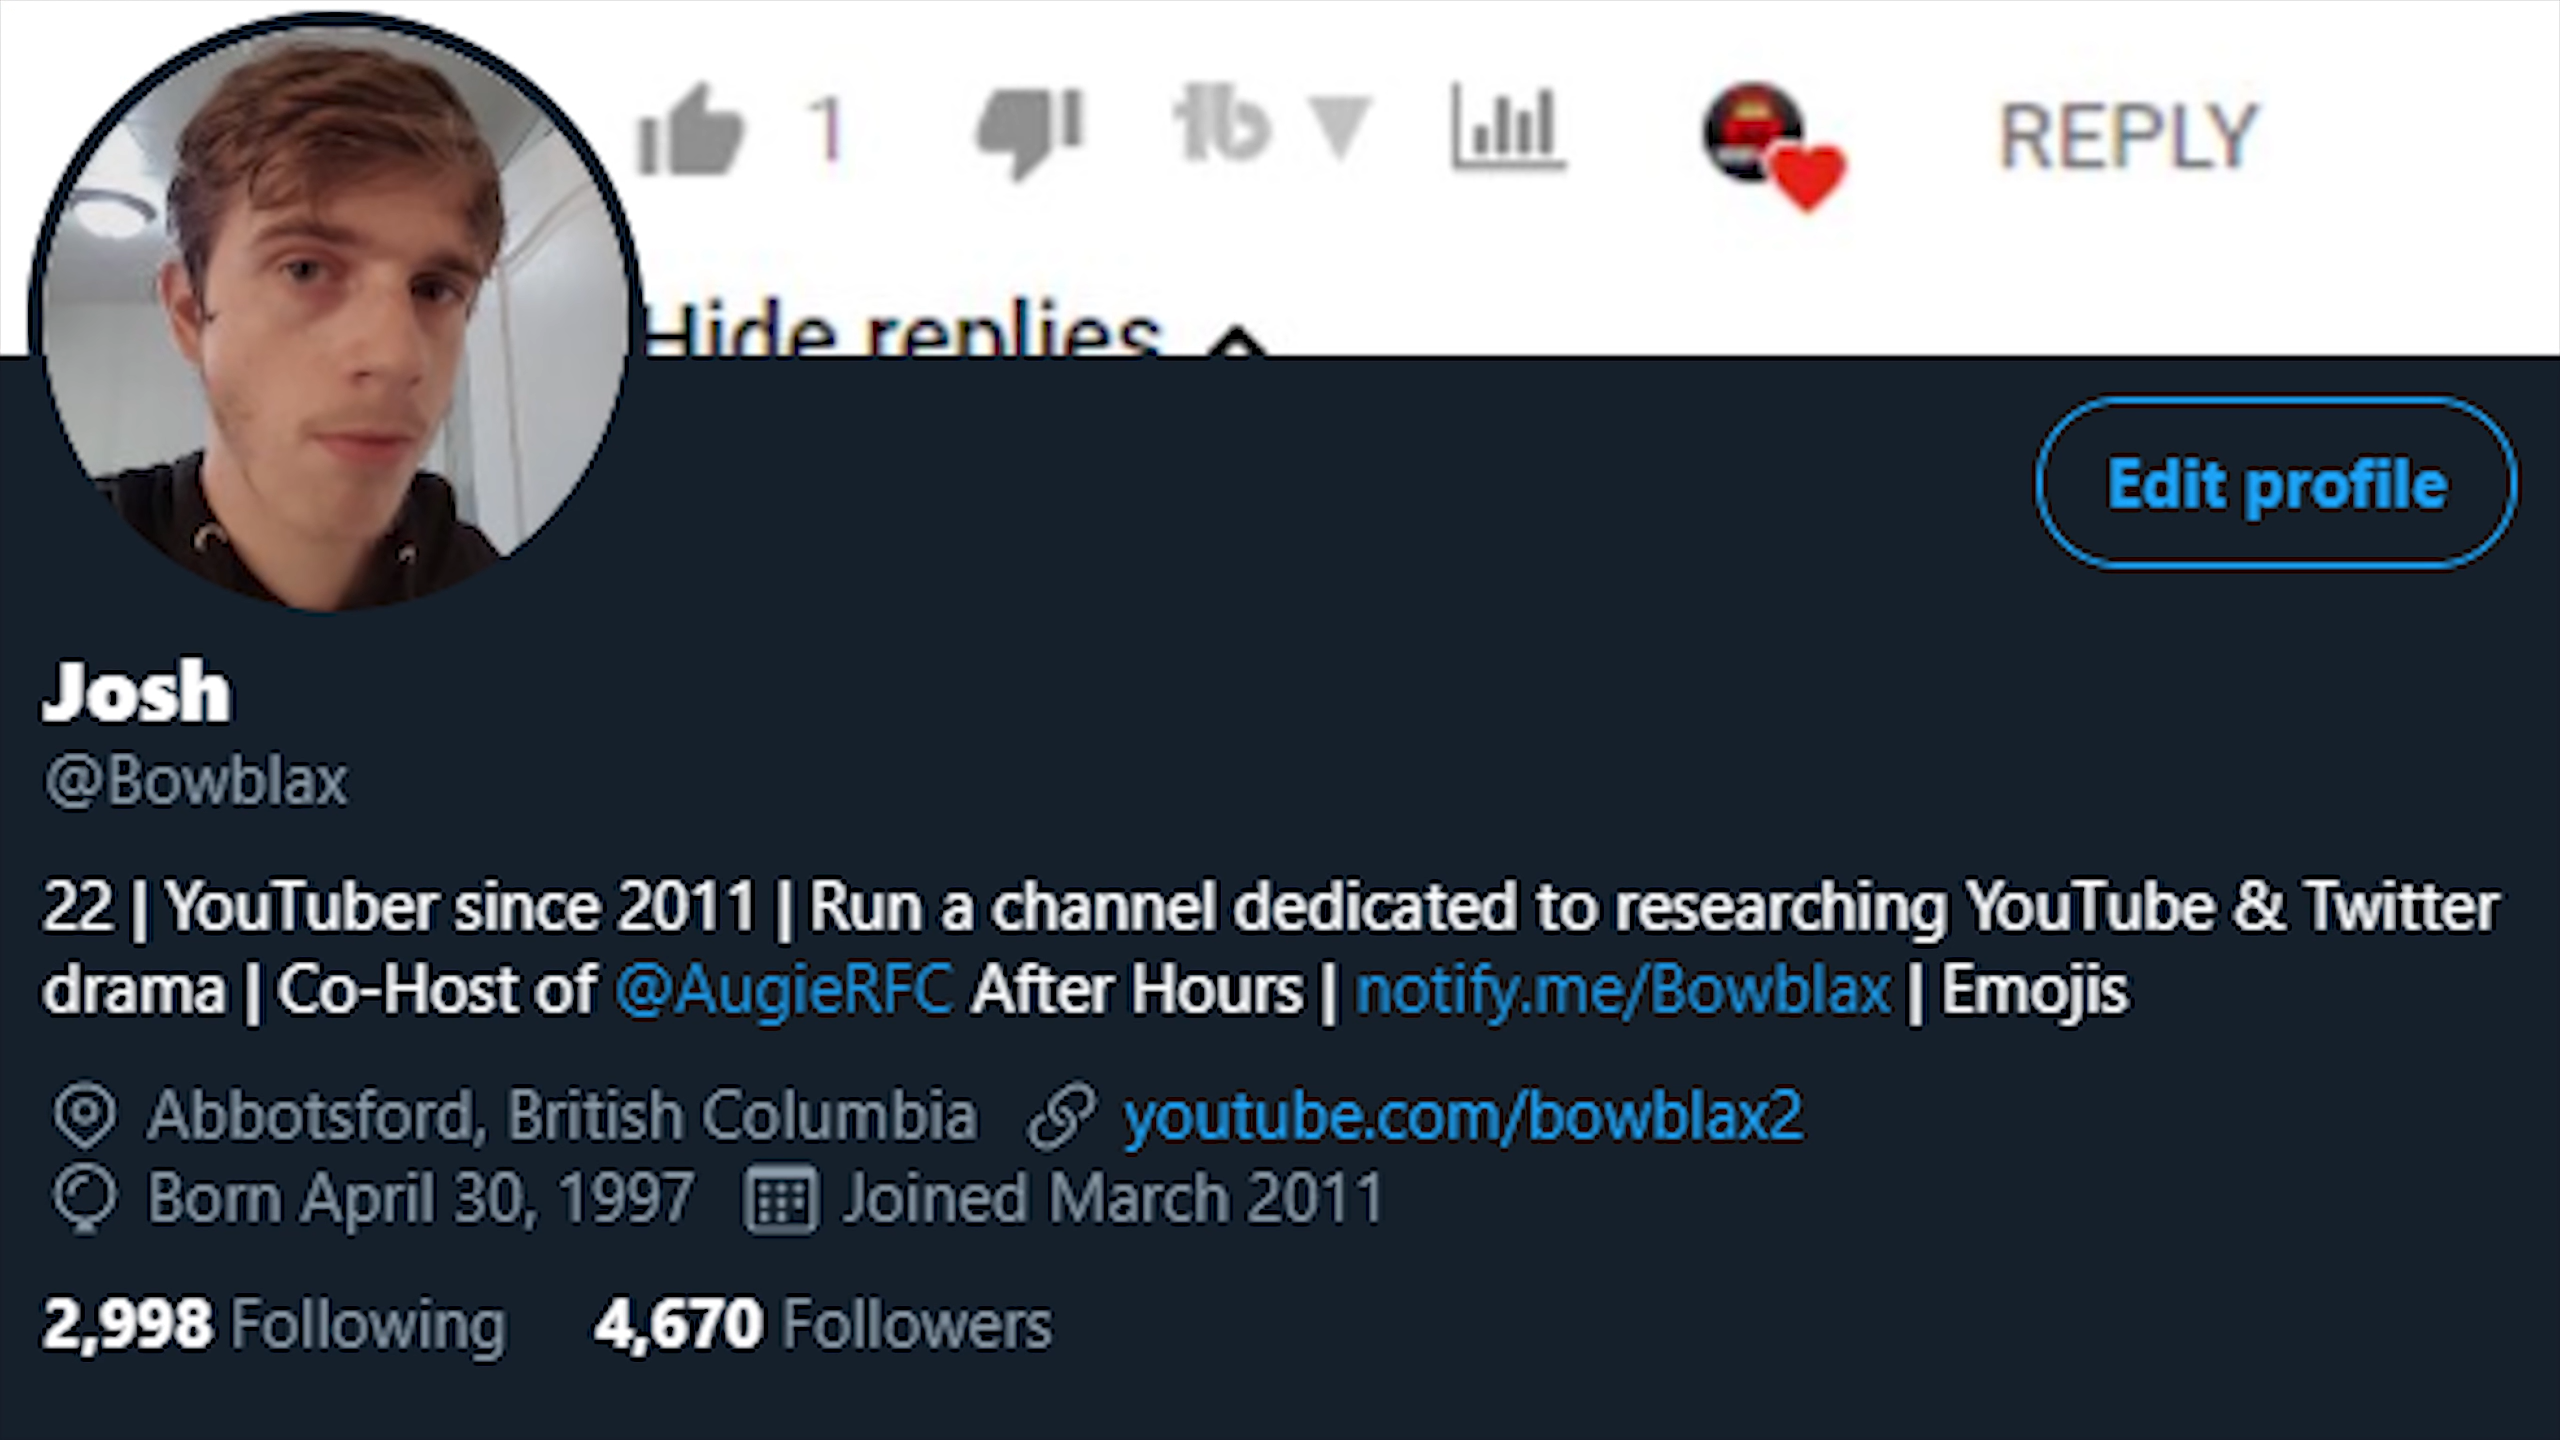 1 REPLY
Hide replies
Edit profile
Josh
@Bowblax
22 | YouTuber since 2011 | Run a channel dedicated to researching YouTube & Twitter
drama | Co-Host of @AugieRFC After Hours | notify.me/Bowblax | Emojis
Abbotsford, British Columbia youtube.com/bowblax2
Born April 30, 1997 Joined March 2011
2,998 Following 4,670 Followers